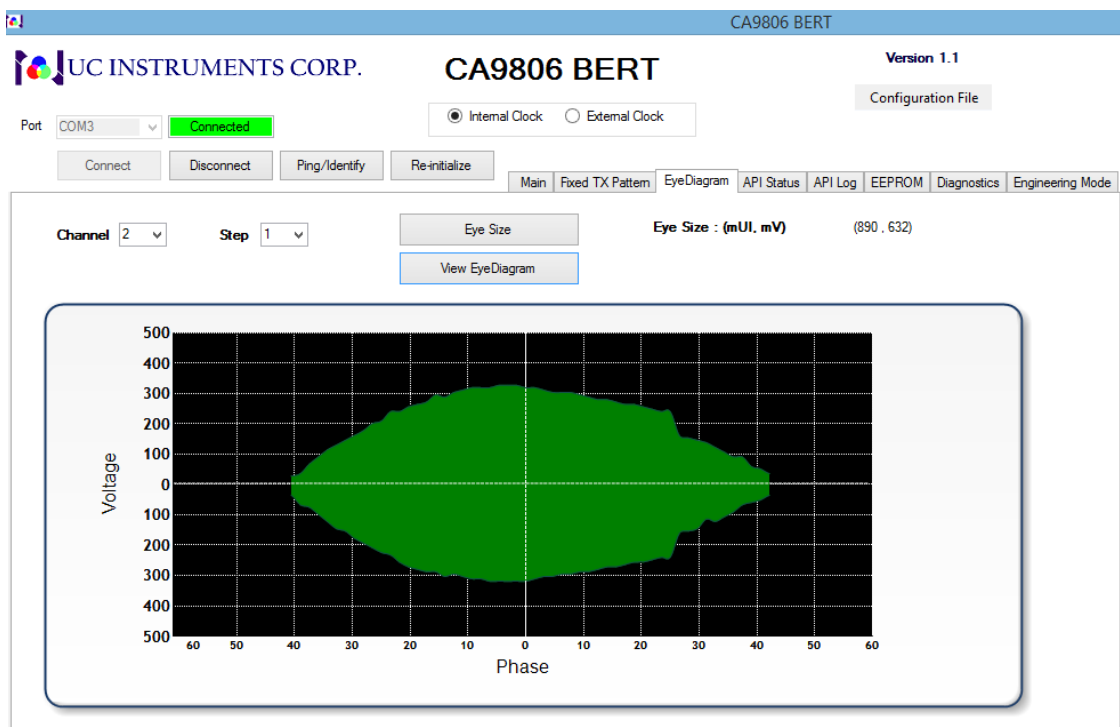 CA9806 BERT
UC INSTRUMENTS CORP.
CA9806 BERT
Version 1.1
Configuration File
Internal Clock External Clock
Port COM3 Connected
Connect Disconnect Ping/Identify Re-initialize
Main Fixed TX Pattern EyeDiagram API Status API Log EEPROM Diagnostics Engineering Mode
Channel 2 Step 1 Eye Size Eye Size : (mUI, mV) (890 , 632)
View EyeDiagram
500
400
300
200
100
0
100
200
300
400
500
Voltage
60 50 40 30 20 10 0 10 20 30 40 50 60
Phase